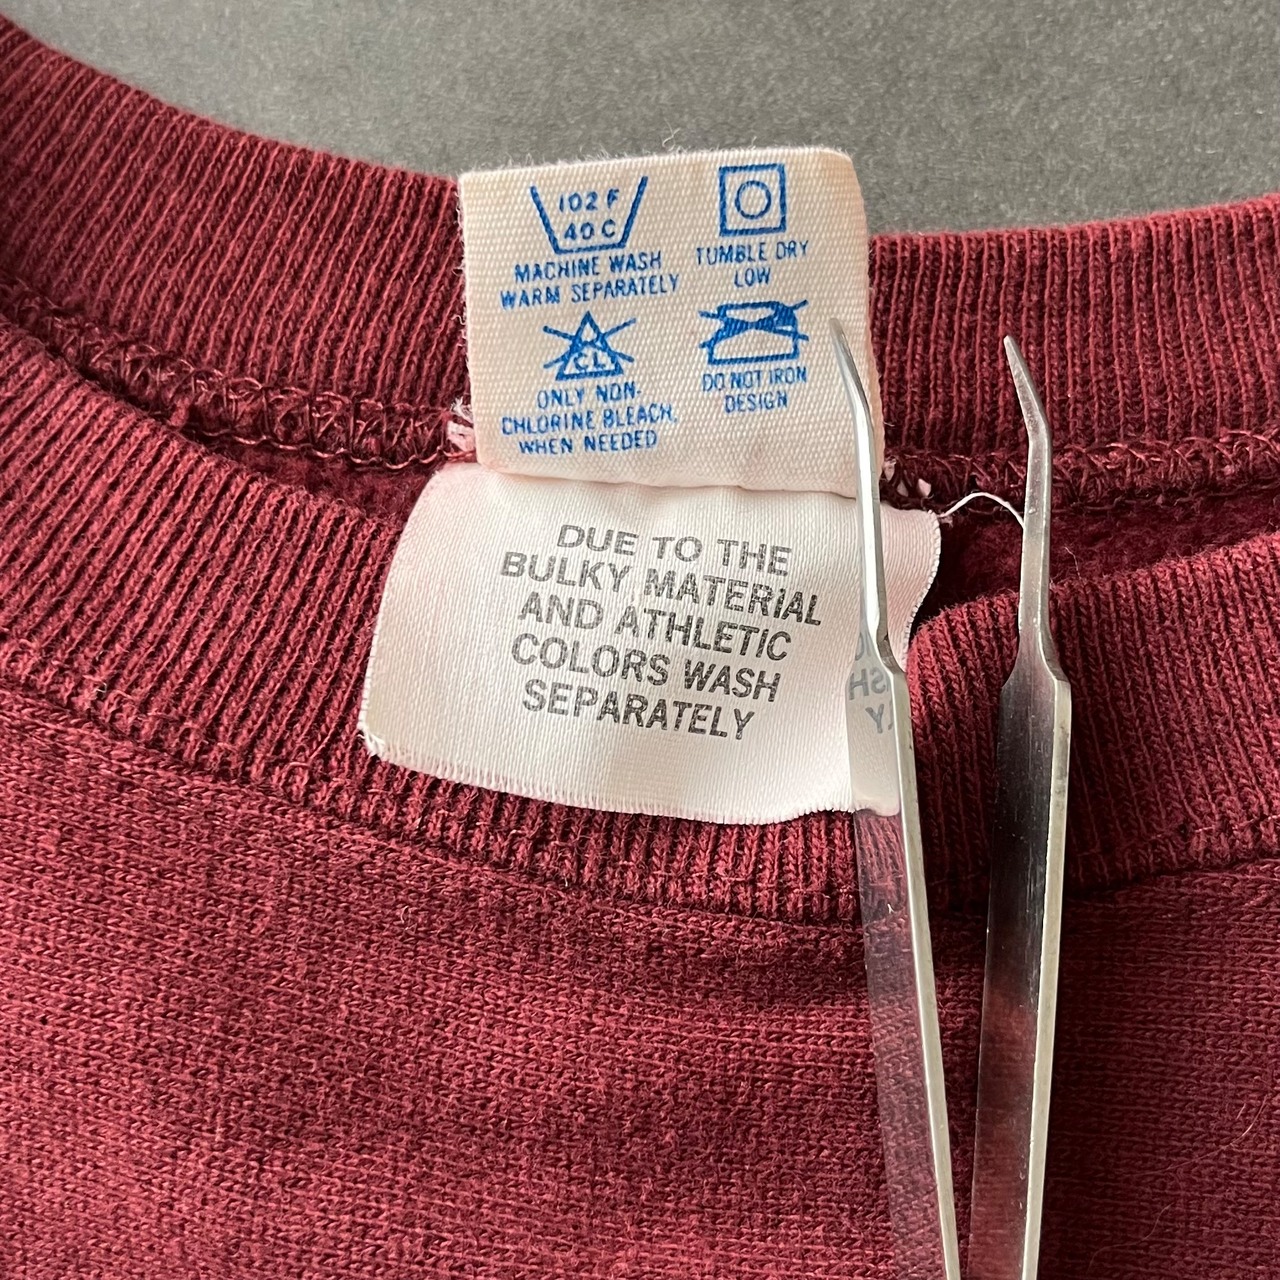 102 F
40 C
MACHINE WASH
WARM SEPARATELY
TUMBLE DRY
LOW
CL
ONLY NON-
CHLORINE BLEACH,
WHEN NEEDED
DO NOT IRON
DESIGN
DUE TO THE
BULKY MATERIAL
AND ATHLETIC
COLORS WASH
SEPARATELY